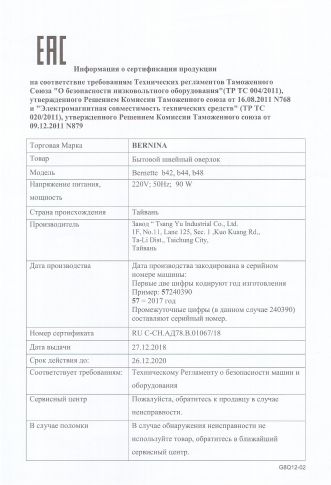 EAC
Информация о сертификации продукции
на соответствие требованиям Технических регламентов Таможенного
Союза "О безопасности низковольтного оборудования"(ТР ТС 004/2011),
утвержденного Решением Комиссии Таможенного союза от 16.08.2011 N768
и "Электромагнитная совместимость технических средств" (ТР ТС
020/2011), утвержденного Решением Комиссии Таможенного союза от
09.12.2011 N879
Торговая Марка BERNINA
Товар Бытовой швейный оверлок
Модель Bernette b42, b44, b48
Напряжение питания, 220V; 50Hz; 90 W
мощность
Страна происхождения Тайвань
Производитель Завод " Tsang Yu Industrial Co., Ltd.
1F, No.11, Lane 125, Sec. 1 ,Kuo Kuang Rd.,
Ta-Li Dist., Taichung City,
Тайвань
Дата производства Дата производства закодирована в серийном
номере машины:
Первые две цифры кодируют год изготовления
Пример: 57240390
57 = 2017 год
Промежуточные цифры (в данном случае 240390)
составляют серийный номер.
Номер сертификата RU C-CH.АД78.В.01067/18
Дата выдачи 27.12.2018
Срок действия до: 26.12.2020
Соответствует требованиям: Техническому Регламенту о безопасности машин и
оборудования
Сервисный центр Пожалуйста, обратитесь к продавцу в случае
неисправности.
В случае поломки В случае обнаружения неисправности не
используйте товар, обратитесь в ближайший
сервисный центр.
G8Q12-02